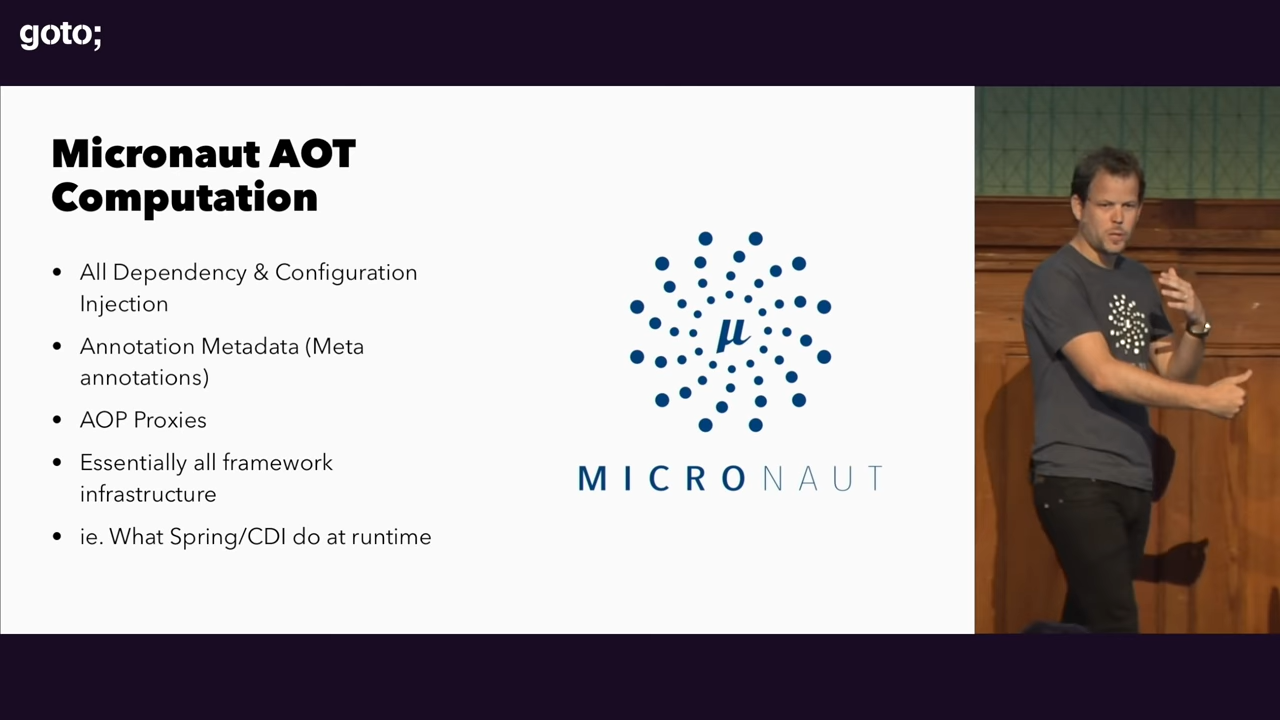 goto;
Micronaut AOT
Computation
• All Dependency & Configuration
Injection
• Annotation Metadata (Meta
annotations)
• AOP Proxies
• Essentially all framework
infrastructure
• ie. What Spring/CDI do at runtime
μ
MICRONAUT